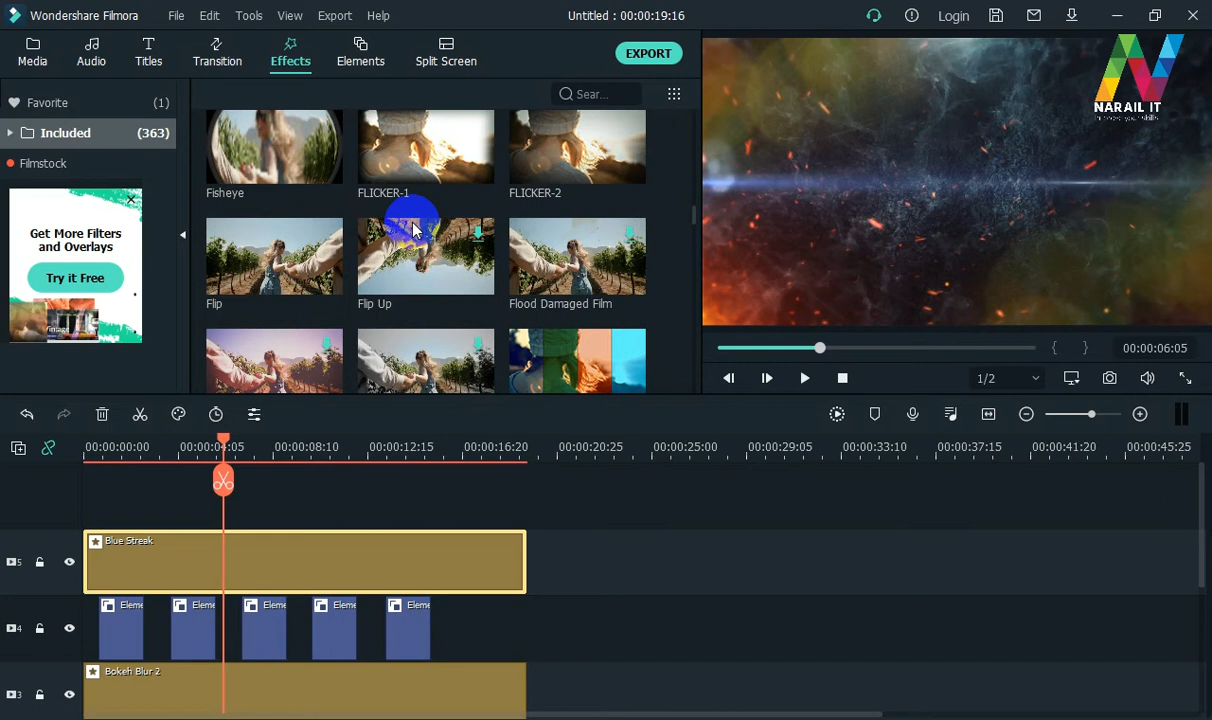 Wondershare Filmora
File
Edit
Tools
View
Export
Help
Untitled : 00:00:19:16
Login
Media
Audio
Titles
Transition
Effects
Elements
Split Screen
EXPORT
Favorite (1)
Included (363)
Filmstock
Sear...
Get More Filters
and Overlays
Try it Free
Fisheye
FLICKER-1
FLICKER-2
Flip
Flip Up
Flood Damaged Film
NARAIL IT
00:00:06:05
1/2
00:00:00:00
00:00:04:05
00:00:08:10
00:00:12:15
00:00:16:20
00:00:20:25
00:00:25:00
00:00:29:05
00:00:33:10
00:00:37:15
00:00:41:20
00:00:45:25
5
Blue Streak
4
Eleme
Eleme
Eleme
Eleme
Eleme
3
Bokeh Blur 2